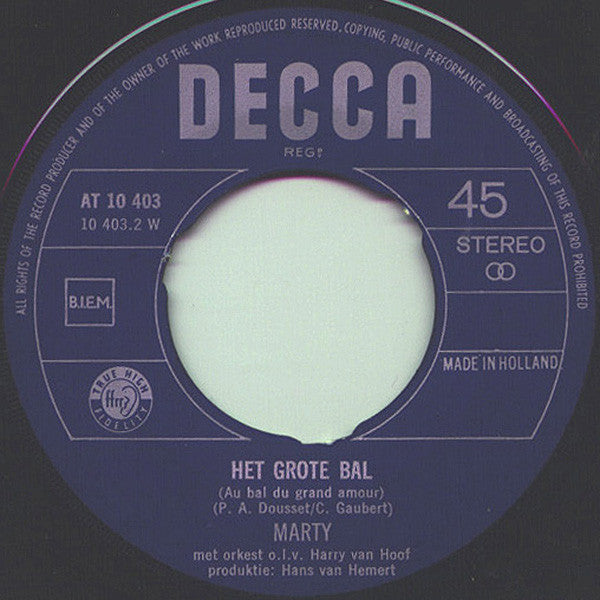 ALL RIGHTS OF THE RECORD PRODUCER AND OF THE OWNER OF THE WORK REPRODUCED RESERVED, COPYING, PUBLIC PERFORMANCE AND BROADCASTING OF THIS RECORD PROHIBITED
DECCA
REGD
AT 10 403
10 403.2 W
45
STEREO
B.I.E.M.
MADE IN HOLLAND
TRUE HIGH
ffrr
FIDELITY
HET GROTE BAL
(Au bal du grand amour)
(P. A. Dousset/C. Gaubert)
MARTY
met orkest o.l.v. Harry van Hoof
produktie: Hans van Hemert